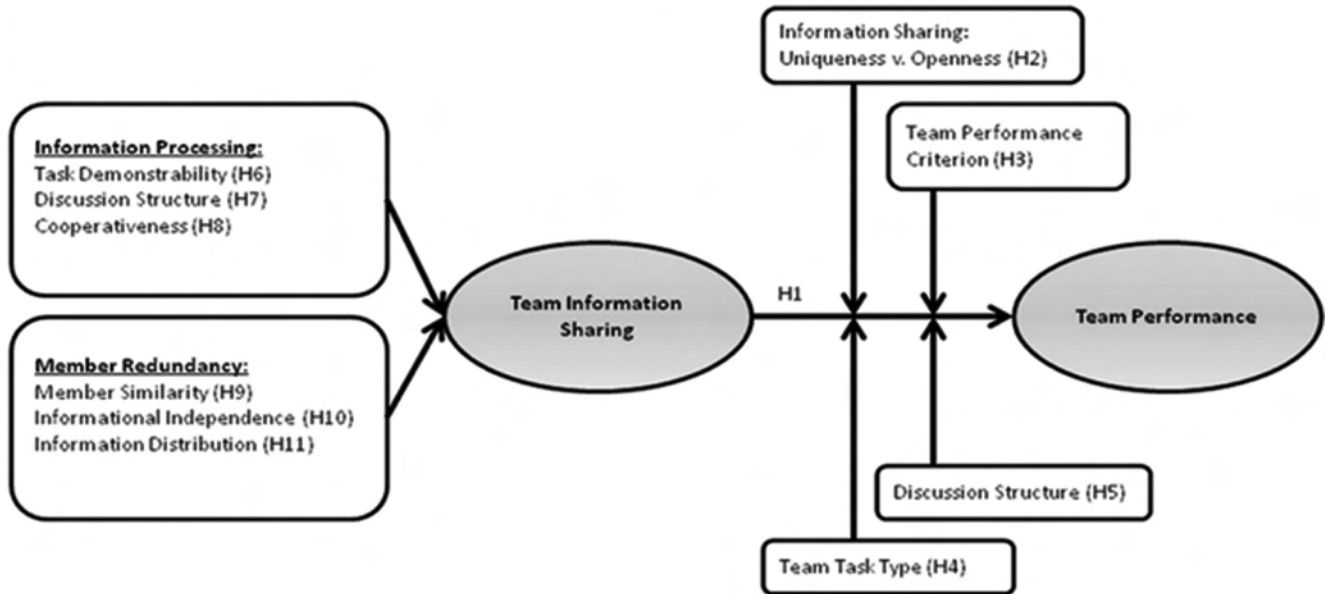 Information Sharing:
Uniqueness v. Openness (H2)
Team Performance
Criterion (H3)
Information Processing:
Task Demonstrability (H6)
Discussion Structure (H7)
Cooperativeness (H8)
Member Redundancy:
Member Similarity (H9)
Informational Independence (H10)
Information Distribution (H11)
Team Information
Sharing
H1
Team Performance
Discussion Structure (H5)
Team Task Type (H4)